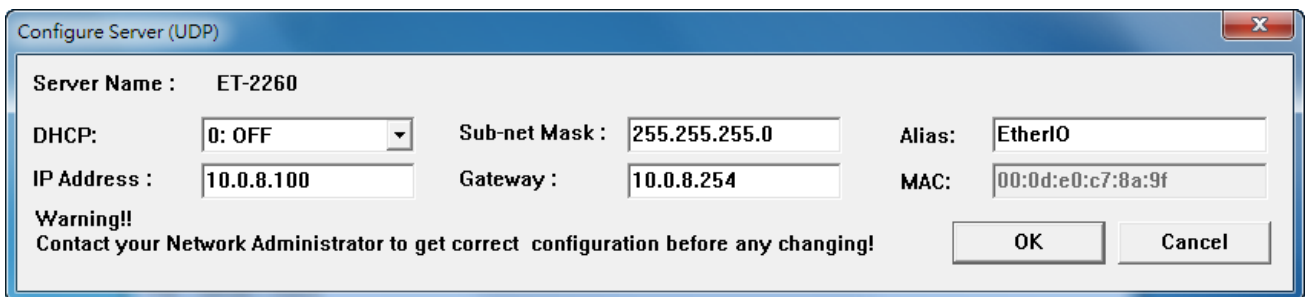 Configure Server (UDP)
Server Name : ET-2260
DHCP: 0: OFF Sub-net Mask : 255.255.255.0 Alias: EtherIO
IP Address : 10.0.8.100 Gateway : 10.0.8.254 MAC: 00:0d:e0:c7:8a:9f
Warning!!
Contact your Network Administrator to get correct configuration before any changing!
OK Cancel